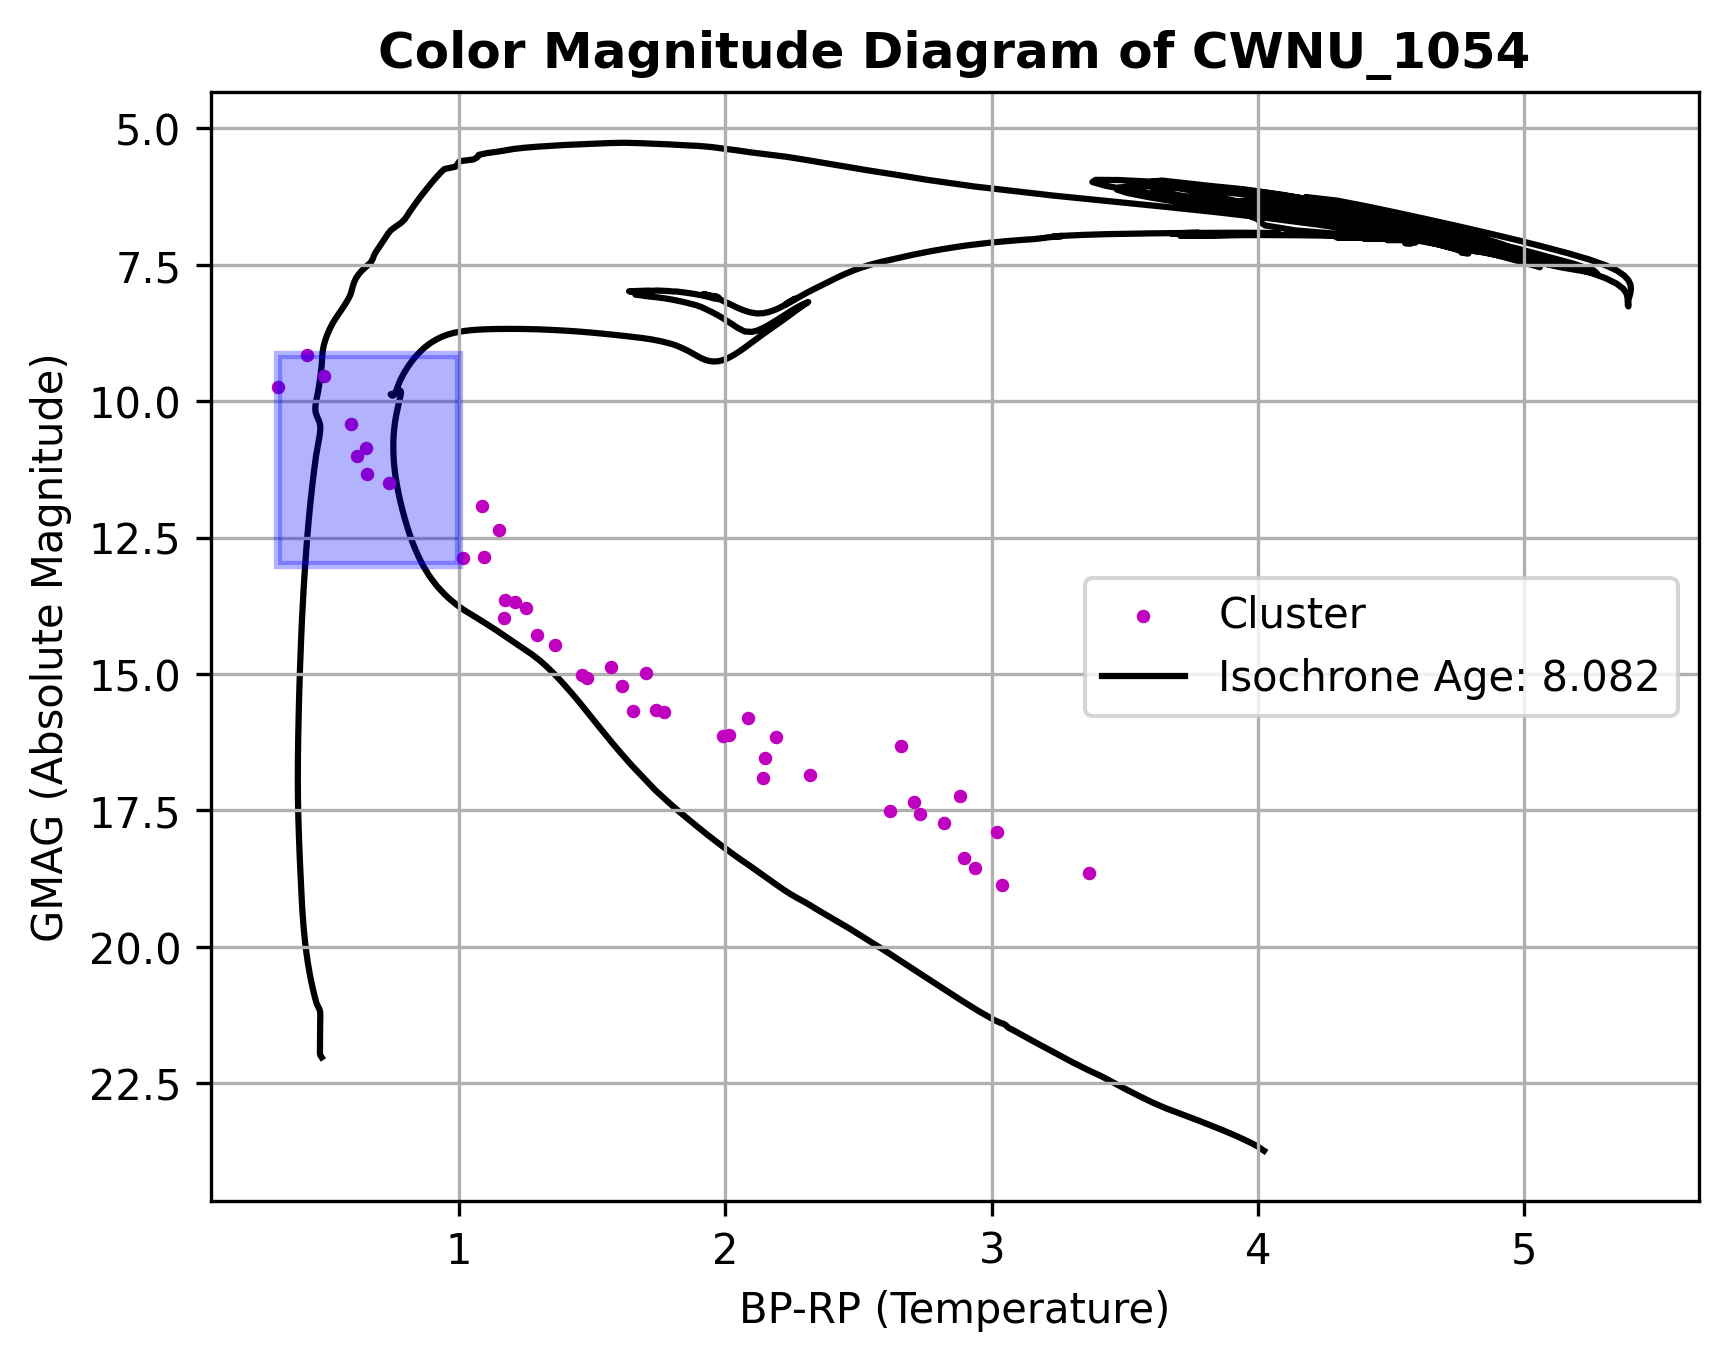 Color Magnitude Diagram of CWNU_1054
GMAG (Absolute Magnitude)
5.0
7.5
10.0
12.5
15.0
17.5
20.0
22.5
Cluster
Isochrone Age: 8.082
1 2 3 4 5
BP-RP (Temperature)